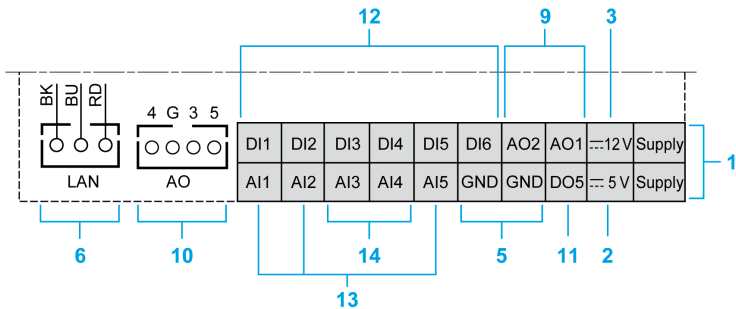 12 9 3
BK BU RD
4 G 3 5
DI1 DI2 DI3 DI4 DI5 DI6 AO2 AO1 ⎓12 V Supply
1
LAN AO AI1 AI2 AI3 AI4 AI5 GND GND DO5 ⎓ 5 V Supply
6 10 14 5 11 2
13